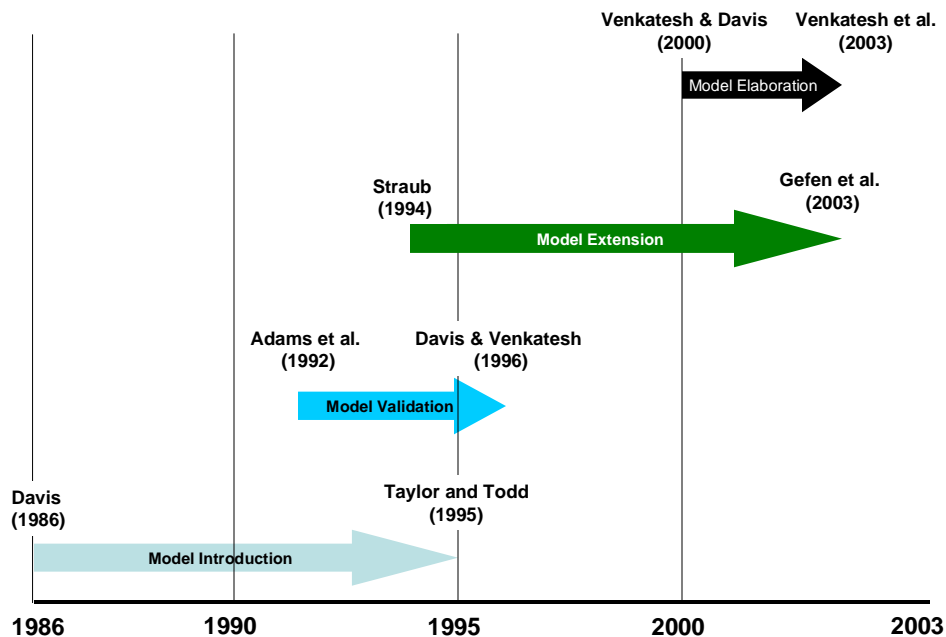 Venkatesh & Davis
(2000)
Venkatesh et al.
(2003)
Model Elaboration
Straub
(1994)
Gefen et al.
(2003)
Model Extension
Adams et al.
(1992)
Davis & Venkatesh
(1996)
Model Validation
Taylor and Todd
(1995)
Davis
(1986)
Model Introduction
1986
1990
1995
2000
2003